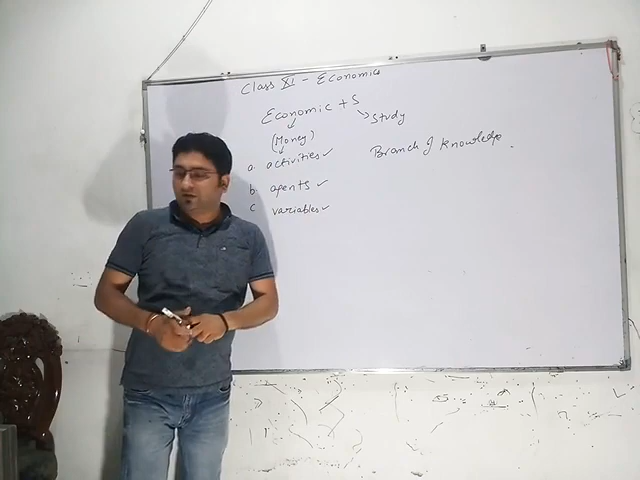 Class XI - Economics
Economic + S
Study
(Money)
Branch of knowledge.
a. activities ✓
b. agents ✓
c variables ✓